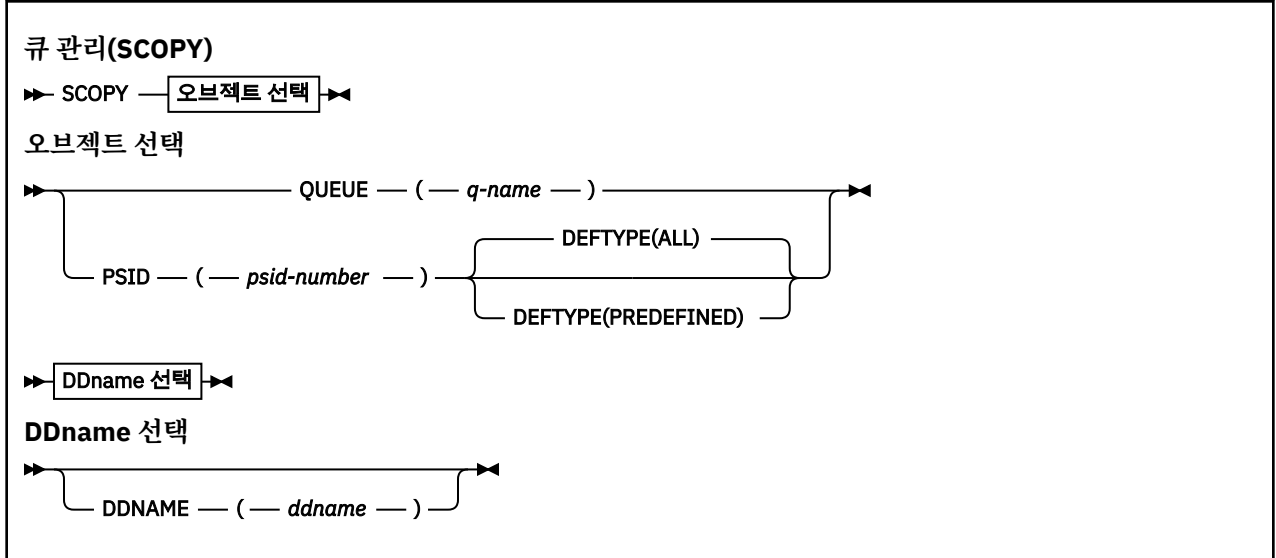 큐 관리(SCOPY)
SCOPY 오브젝트 선택
오브젝트 선택
QUEUE ( q-name )
DEFTYPE(ALL)
PSID ( psid-number )
DEFTYPE(PREDEFINED)
DDname 선택
DDname 선택
DDNAME ( ddname )